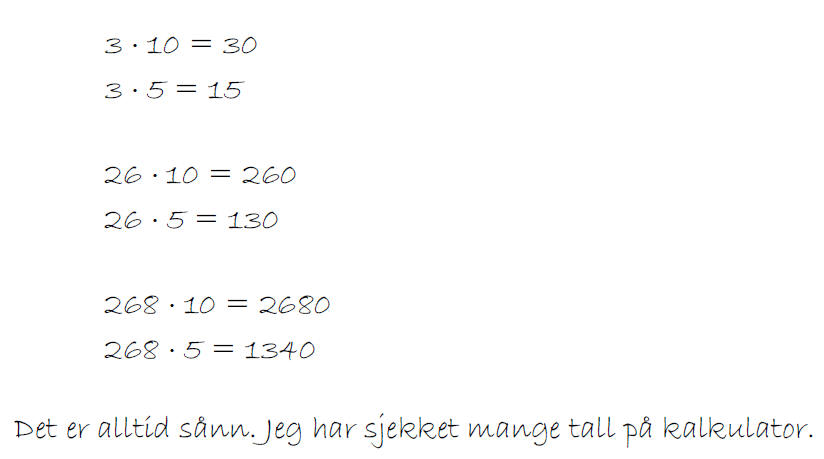 3 · 10 = 30
3 · 5 = 15
26 · 10 = 260
26 · 5 = 130
268 · 10 = 2680
268 · 5 = 1340
Det er alltid sånn. Jeg har sjekket mange tall på kalkulator.